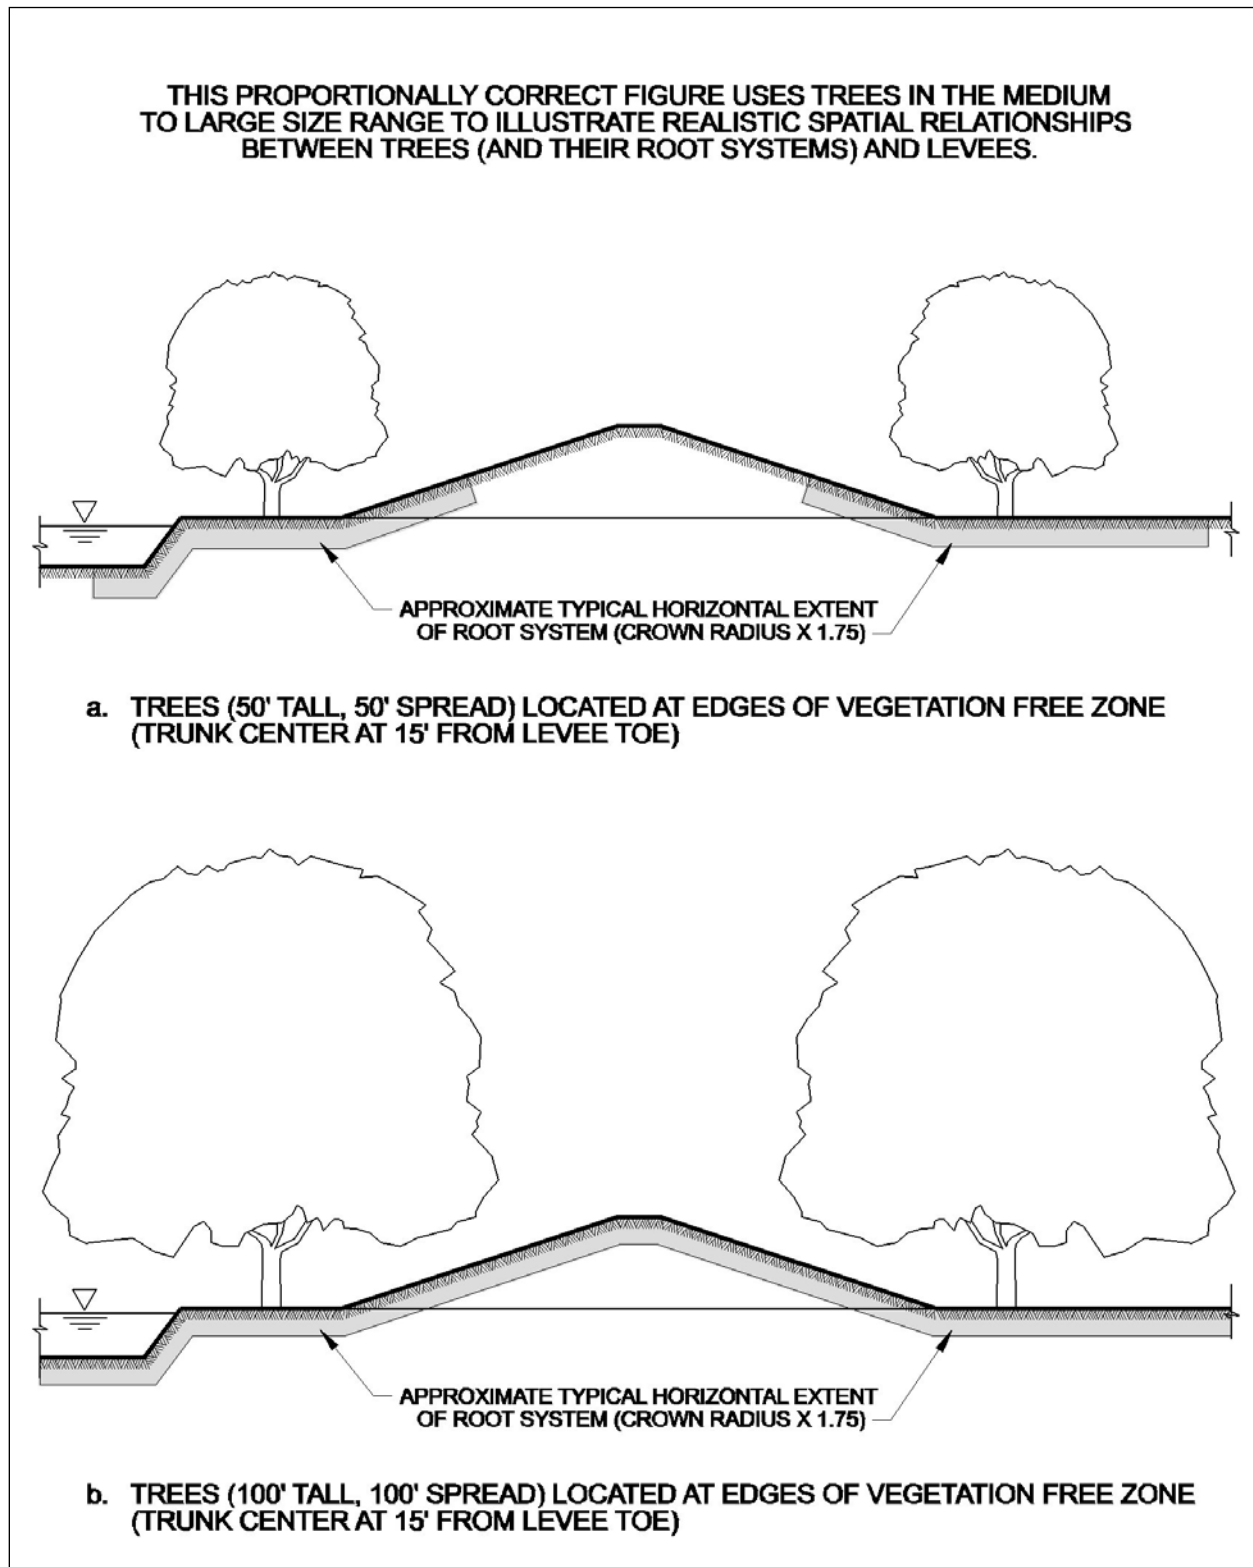 THIS PROPORTIONALLY CORRECT FIGURE USES TREES IN THE MEDIUM
TO LARGE SIZE RANGE TO ILLUSTRATE REALISTIC SPATIAL RELATIONSHIPS
BETWEEN TREES (AND THEIR ROOT SYSTEMS) AND LEVEES.
APPROXIMATE TYPICAL HORIZONTAL EXTENT
OF ROOT SYSTEM (CROWN RADIUS X 1.75)
a. TREES (50' TALL, 50' SPREAD) LOCATED AT EDGES OF VEGETATION FREE ZONE
(TRUNK CENTER AT 15' FROM LEVEE TOE)
APPROXIMATE TYPICAL HORIZONTAL EXTENT
OF ROOT SYSTEM (CROWN RADIUS X 1.75)
b. TREES (100' TALL, 100' SPREAD) LOCATED AT EDGES OF VEGETATION FREE ZONE
(TRUNK CENTER AT 15' FROM LEVEE TOE)